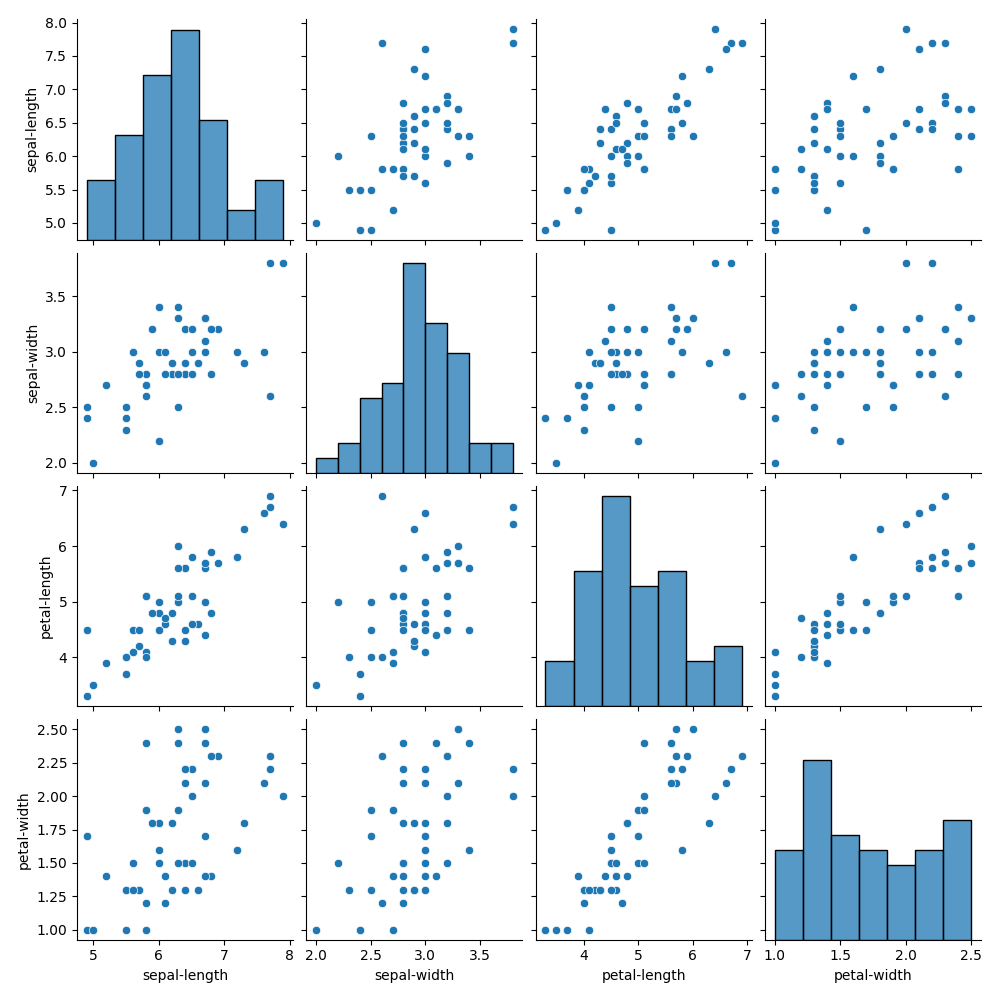 8.0
7.5
7.0
6.5
6.0
5.5
5.0
sepal-length
3.5
3.0
2.5
2.0
sepal-width
7
6
5
4
petal-length
2.50
2.25
2.00
1.75
1.50
1.25
1.00
petal-width
5 6 7 8
2.0 2.5 3.0 3.5
4 5 6 7
1.0 1.5 2.0 2.5
sepal-length sepal-width petal-length petal-width